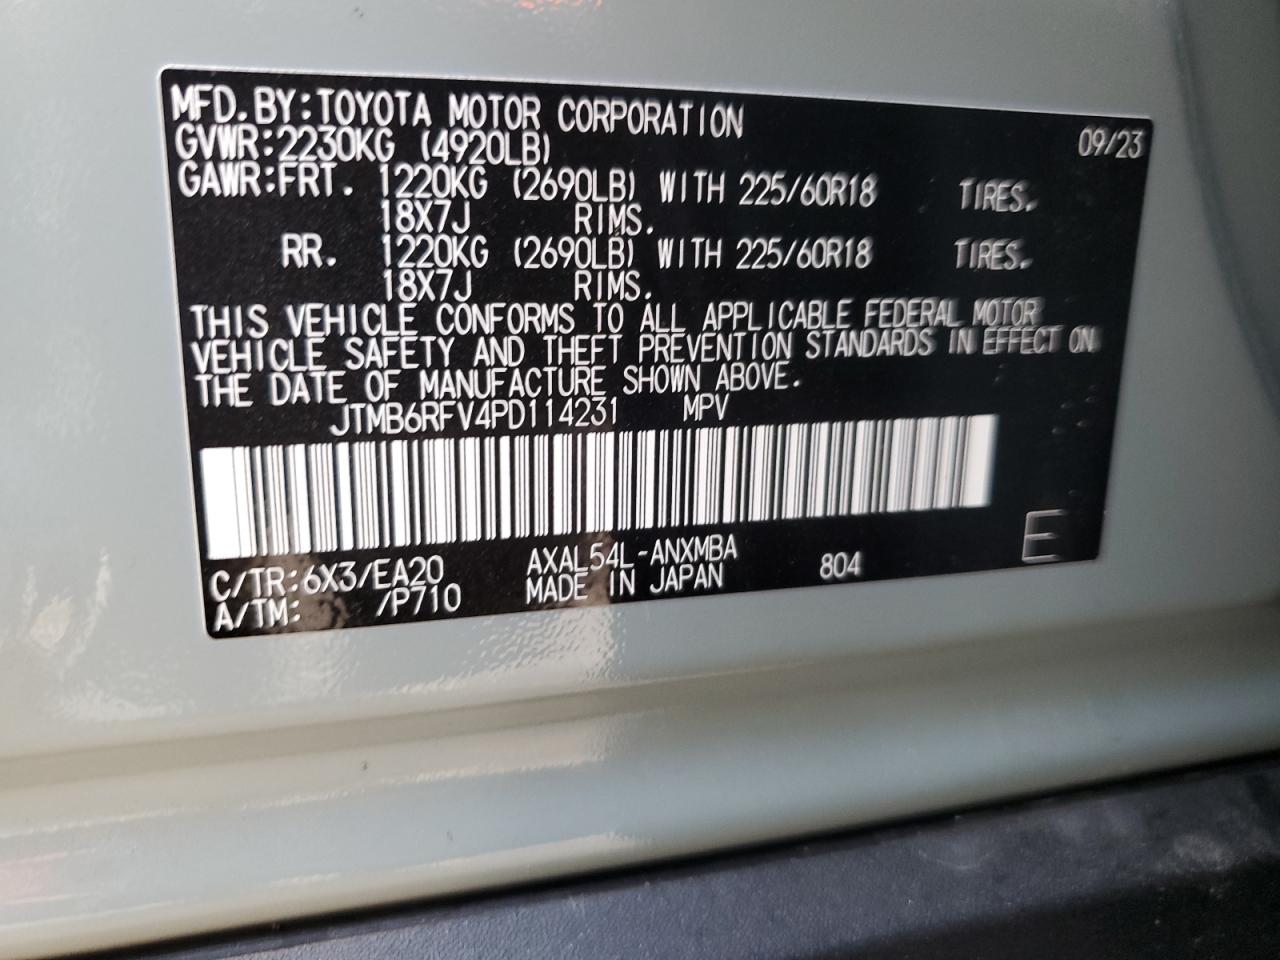 MFD.BY:TOYOTA MOTOR CORPORATION 09/23
GVWR:2230KG (4920LB)
GAWR:FRT. 1220KG (2690LB) WITH 225/60R18 TIRES.
18X7J RIMS.
RR. 1220KG (2690LB) WITH 225/60R18 TIRES.
18X7J RIMS.
THIS VEHICLE CONFORMS TO ALL APPLICABLE FEDERAL MOTOR
VEHICLE SAFETY AND THEFT PREVENTION STANDARDS IN EFFECT ON
THE DATE OF MANUFACTURE SHOWN ABOVE.
JTMB6RFV4PD114231 MPV
C/TR:6X3/EA20 AXAL54L-ANXMBA 804 E
A/TM: /P710 MADE IN JAPAN